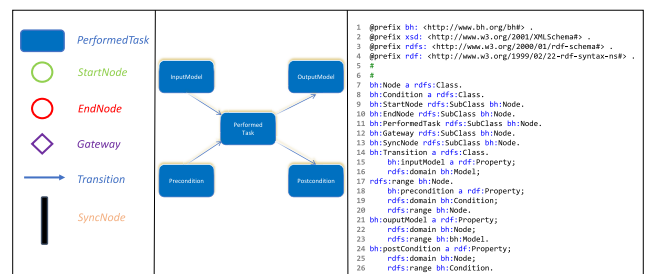 PerformedTask
StartNode
EndNode
Gateway
Transition
SyncNode
InputModel
OutputModel
Performed
Task
Precondition
Postcondition
1 @prefix bh: <http://www.bh.org/bh#> .
2 @prefix xsd: <http://www.w3.org/2001/XMLSchema#> .
3 @prefix rdfs: <http://www.w3.org/2000/01/rdf-schema#> .
4 @prefix rdf: <http://www.w3.org/1999/02/22-rdf-syntax-ns#> .
5 #
6 #
7 bh:Node a rdfs:Class.
8 bh:Condition a rdfs:Class.
9 bh:StartNode rdfs:SubClass bh:Node.
10 bh:EndNode rdfs:SubClass bh:Node.
11 bh:PerformedTask rdfs:SubClass bh:Node.
12 bh:Gateway rdfs:SubClass bh:Node.
13 bh:SyncNode rdfs:SubClass bh:Node.
14 bh:Transition a rdfs:Class.
15 bh:inputModel a rdf:Property;
16 rdfs:domain bh:Model;
17 rdfs:range bh:Node.
18 bh:precondition a rdf:Property;
19 rdfs:domain bh:Condition;
20 rdfs:range bh:Node.
21 bh:ouputModel a rdf:Property;
22 rdfs:domain bh:Node;
23 rdfs:range bh:bh:Model.
24 bh:postCondition a rdf:Property;
25 rdfs:domain bh:Node;
26 rdfs:range bh:Condition.